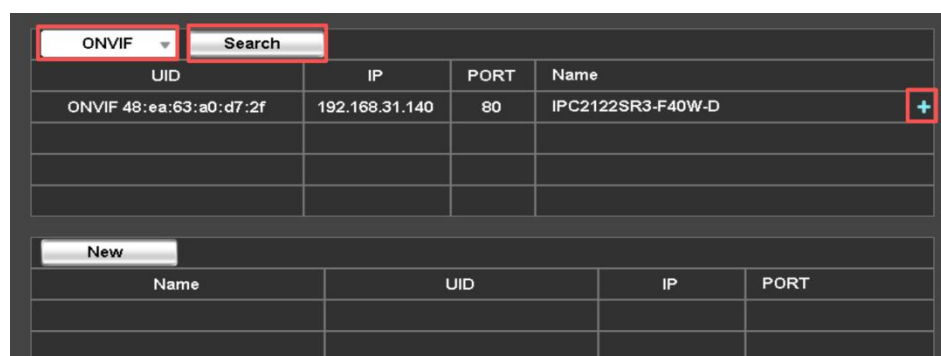 ONVIF Search
UID IP PORT Name
ONVIF 48:ea:63:a0:d7:2f 192.168.31.140 80 IPC2122SR3-F40W-D +
New
Name UID IP PORT